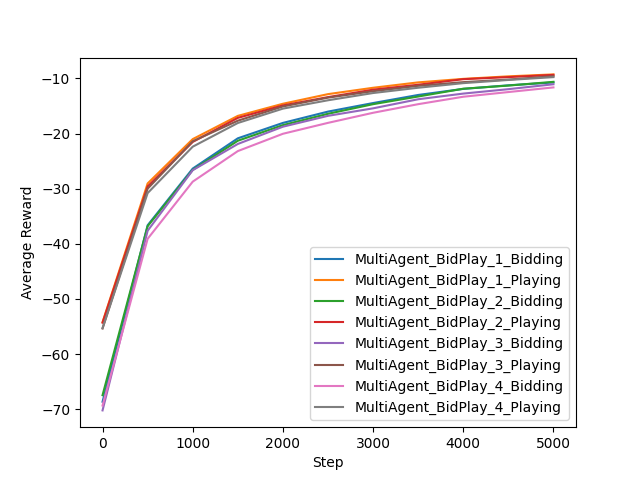 −10
−20
−30
−40
−50
−60
−70
Average Reward
0 1000 2000 3000 4000 5000
Step
MultiAgent_BidPlay_1_Bidding
MultiAgent_BidPlay_1_Playing
MultiAgent_BidPlay_2_Bidding
MultiAgent_BidPlay_2_Playing
MultiAgent_BidPlay_3_Bidding
MultiAgent_BidPlay_3_Playing
MultiAgent_BidPlay_4_Bidding
MultiAgent_BidPlay_4_Playing